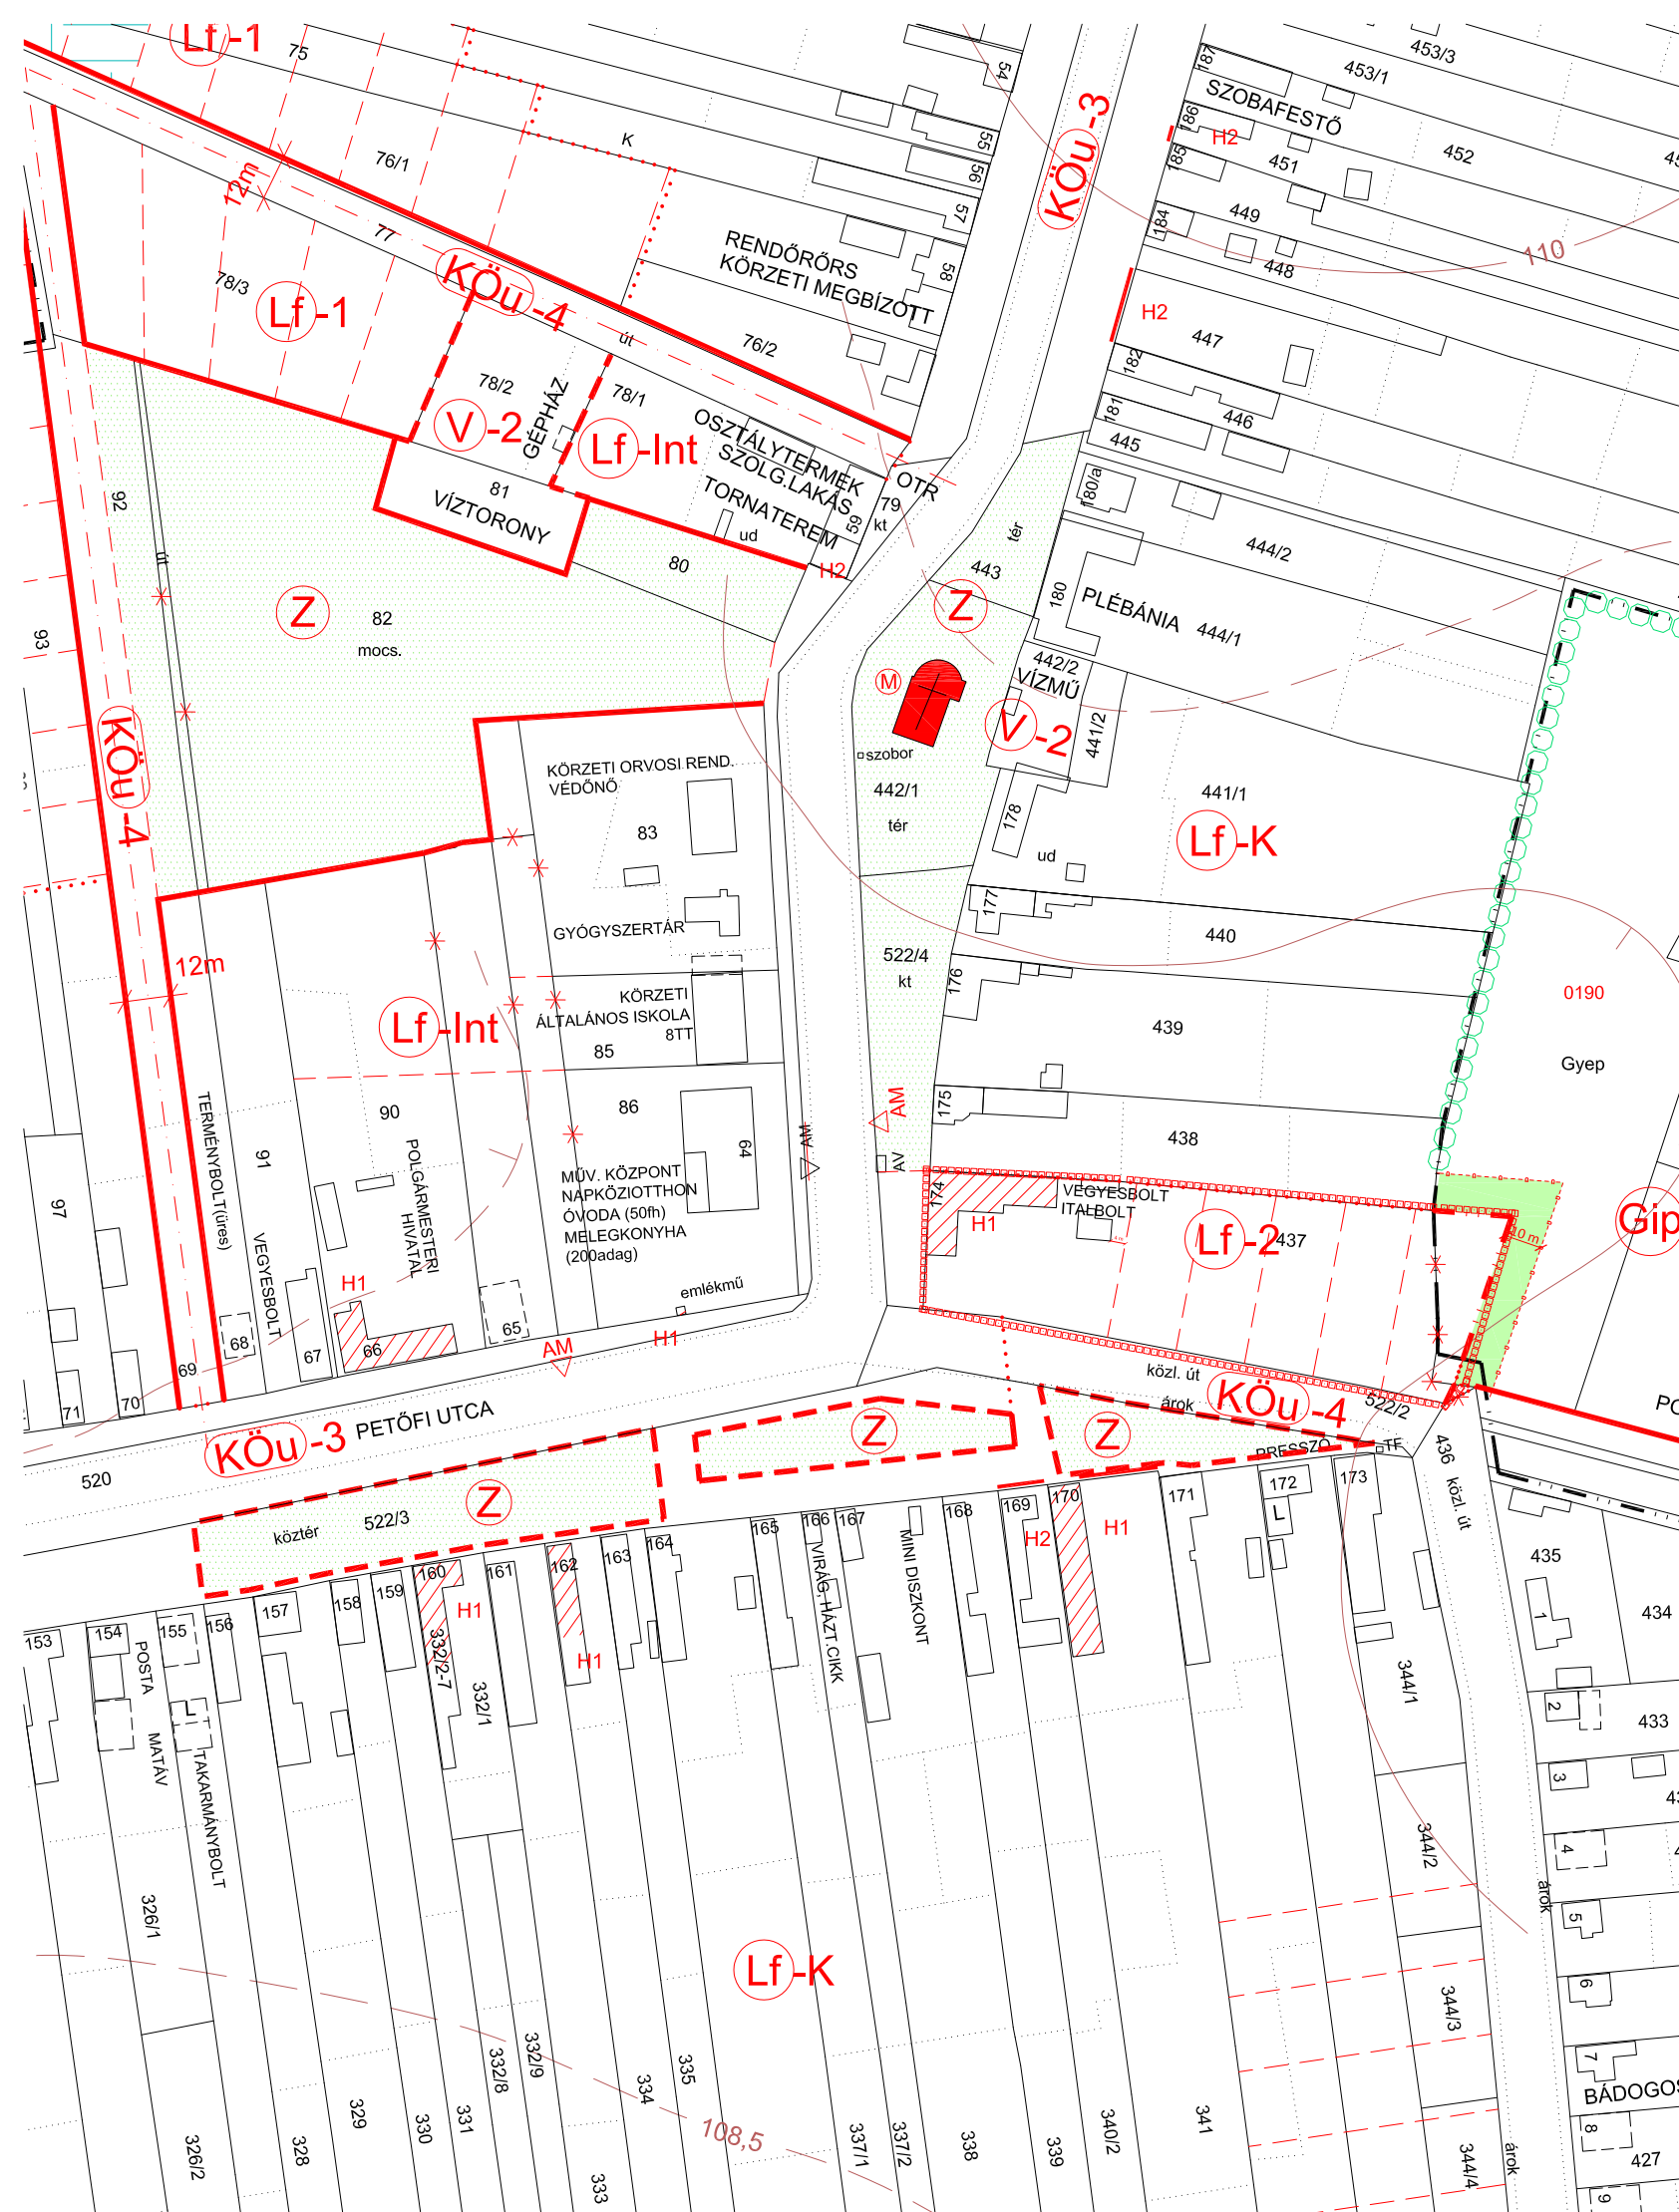 Lf-1
75
54
KÖu-3
187
SZOBAFESTŐ
453/3
453/1
186
H2
185
451
452
55
56
57
58
K
76/1
12m
77
RENDŐRŐRS
KÖRZETI MEGBÍZOTT
184
449
448
110
78/3
Lf-1
KÖu-4
út
76/2
H2
447
182
181
446
445
78/2
V-2
GÉPHÁZ
78/1
Lf-Int
OSZTÁLYTERMEK
SZOLG.LAKÁS
TORNATEREM
ud
59
79
kt
OTR
H2
180/a
444/2
81
VÍZTORONY
80
92
út
93
Z
82
mocs.
tér
443
Z
180
PLÉBÁNIA
444/1
442/2
VÍZMŰ
V-2
441/2
M
szobor
442/1
tér
178
ud
441/1
Lf-K
KÖu-4
KÖRZETI ORVOSI REND.
VÉDŐNŐ
83
GYÓGYSZERTÁR
177
440
522/4
kt
176
439
0190
Gyep
12m
Lf-Int
KÖRZETI
ÁLTALÁNOS ISKOLA
8TT
85
86
64
90
91
TERMÉNYBOLT(üres)
VEGYESBOLT
POLGÁRMESTERI
HIVATAL
MŰV. KÖZPONT
NAPKÖZIOTTHON
ÓVODA (50fh)
MELEGKONYHA
(200adag)
emlékmű
H1
AM
AM
AM
AV
175
438
174
H1
VEGYESBOLT
ITALBOLT
Lf-2
437
10 m
Gip
97
71
70
69
68
67
H1
66
65
520
KÖu-3
PETŐFI UTCA
közl. út
árok
KÖu-4
522/2
Z
Z
PRESSZÓ
TF
436
közl. út
köztér
522/3
Z
153
154
155
156
157
158
159
160
161
162
163
164
165
166
167
168
169
170
171
172
173
L
H1
H1
H2
H1
332/2-7
332/1
POSTA
MATÁV
L
TAKARMÁNYBOLT
VIRÁG, HÁZT.CIKK
MINI DISZKONT
435
434
1
2
433
3
4
5
6
7
BÁDOGOS
8
427
9
344/1
344/2
344/3
344/4
árok
árok
Lf-K
108,5
326/1
326/2
328
329
330
331
332/8
332/9
333
334
335
337/1
337/2
338
339
340/2
341